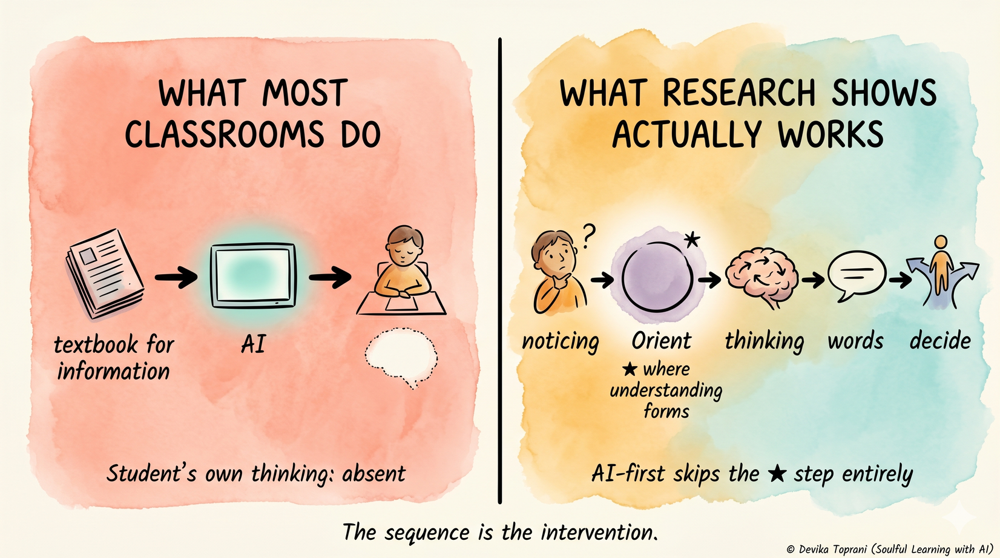 WHAT MOST
CLASSROOMS DO
textbook for
information
AI
Student's own thinking: absent
WHAT RESEARCH SHOWS
ACTUALLY WORKS
?
noticing
Orient
★ where
understanding
forms
thinking
words
decide
AI-first skips the ★ step entirely
The sequence is the intervention.
© Devika Toprani (Soulful Learning with AI)